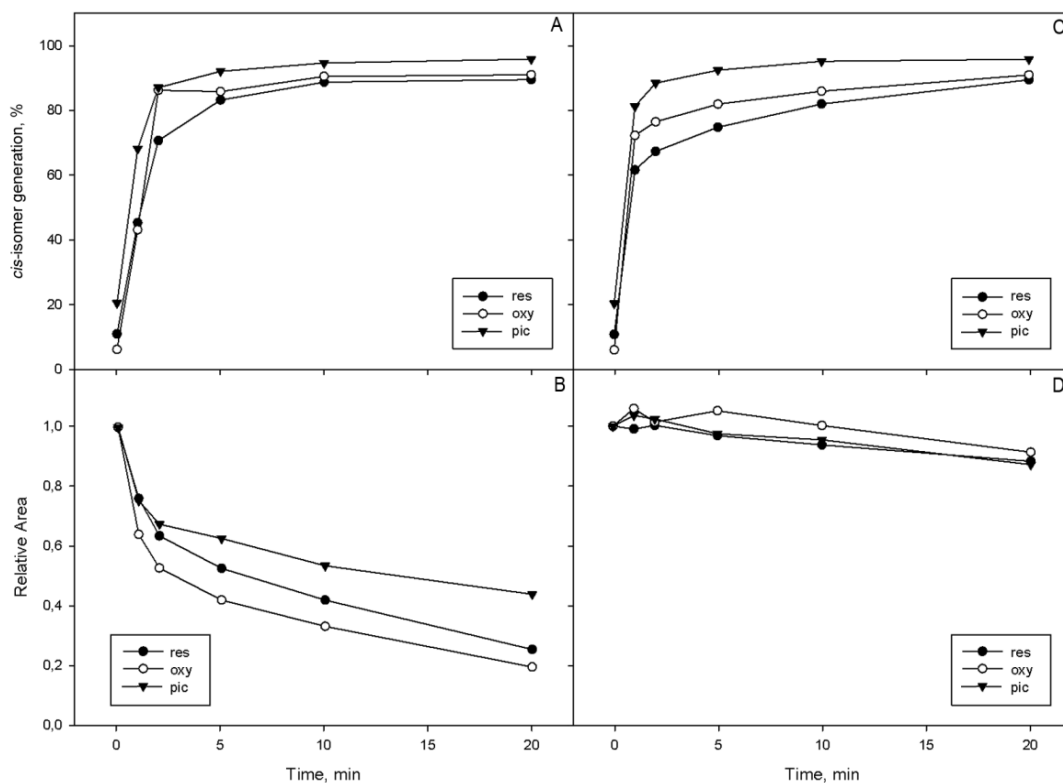 A
C
100
80
60
40
20
0
cis-isomer generation, %
res
oxy
pic
res
oxy
pic
B
D
1,0
0,8
0,6
0,4
0,2
0,0
Relative Area
res
oxy
pic
res
oxy
pic
0 5 10 15 20
0 5 10 15 20
Time, min
Time, min